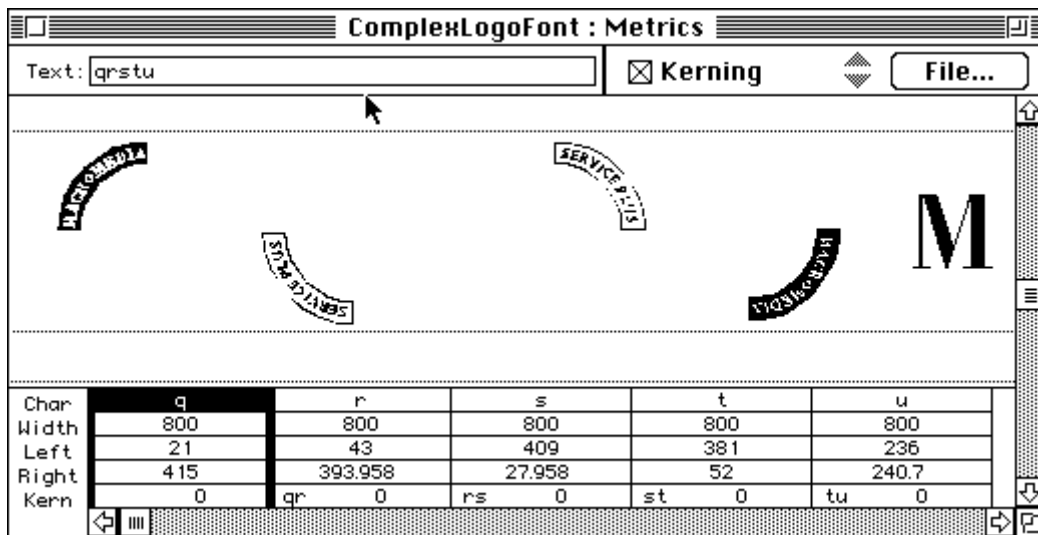 ComplexLogoFont : Metrics
Text: qrstu Kerning File...
MACROMEDIA SERVICE PLUS
M
SERVICE PLUS MACROMEDIA
Char q r s t u
Width 800 800 800 800 800
Left 21 43 409 381 236
Right 415 393.958 27.958 52 240.7
Kern 0 qr 0 rs 0 st 0 tu 0